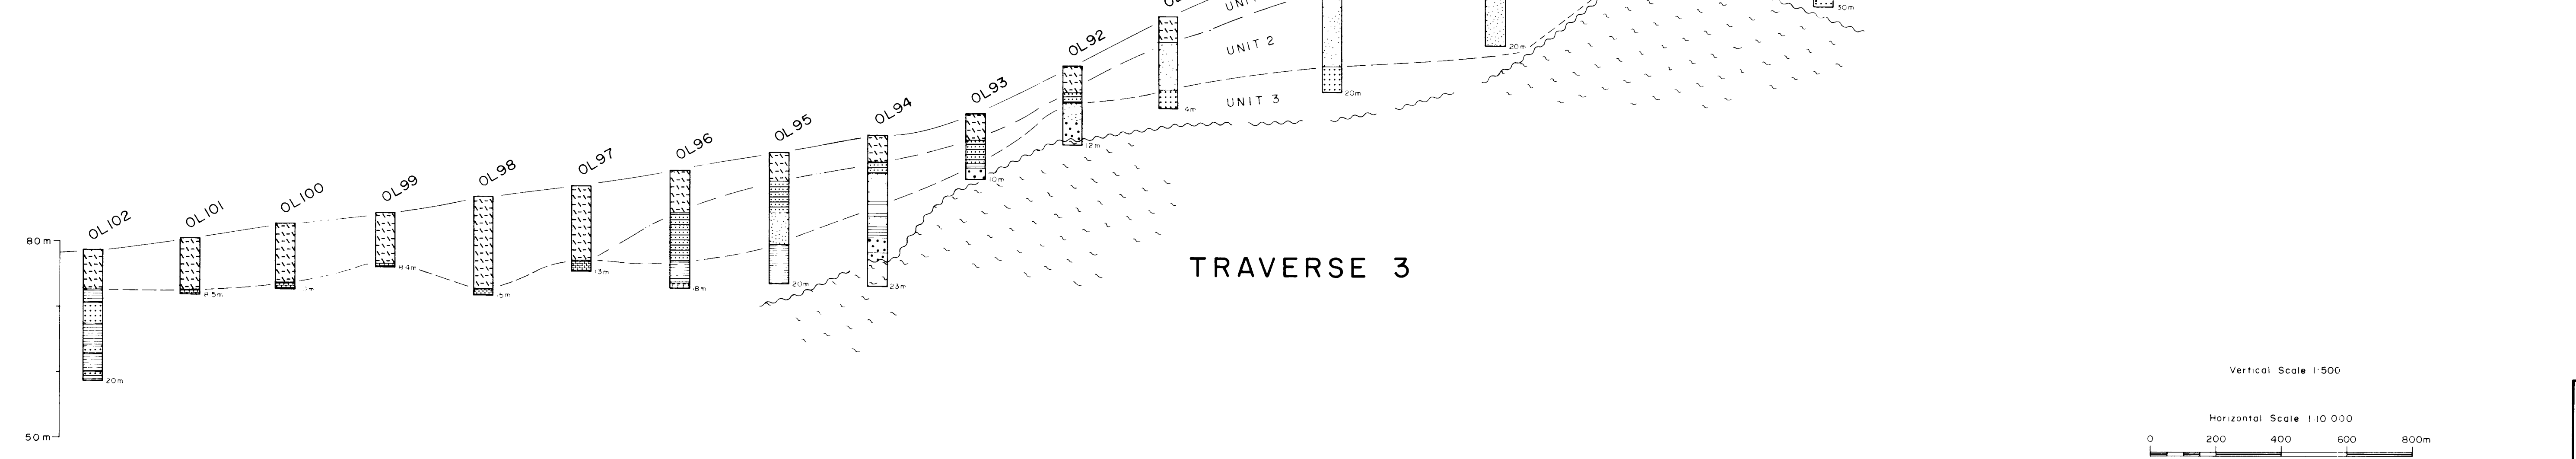 30m
UNIT 2
OL92
20m
OL93
20m
UNIT 3
OL94
OL95
12m
OL96
OL97
10m
OL98
OL99
OL100
OL101
OL102
80m
TRAVERSE 3
20m
23m
20m
50m
Vertical Scale 1:500
Horizontal Scale 1:10 000
0 200 400 600 800m